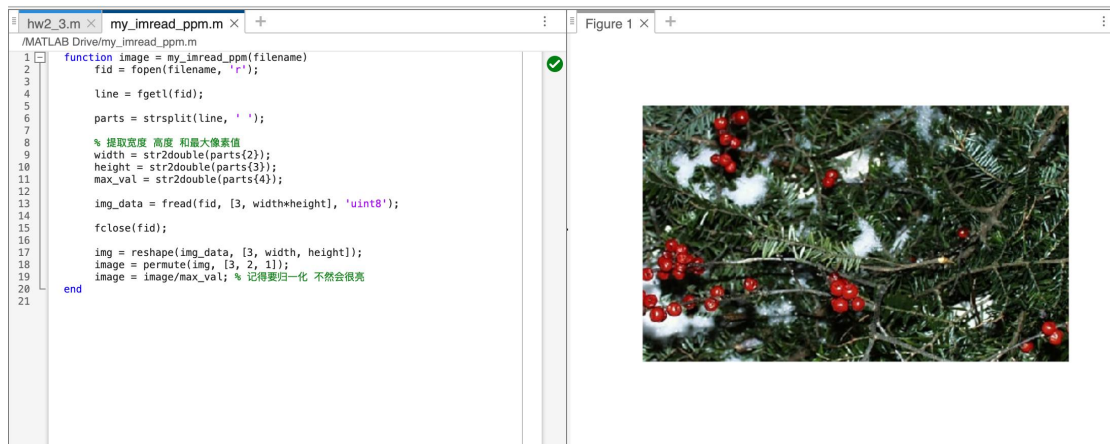 hw2_3.m × my_imread_ppm.m × +
/MATLAB Drive/my_imread_ppm.m
1 function image = my_imread_ppm(filename)
2 fid = fopen(filename, 'r');
3
4 line = fgetl(fid);
5
6 parts = strsplit(line, ' ');
7
8 % 提取宽度 高度 和最大像素值
9 width = str2double(parts{2});
10 height = str2double(parts{3});
11 max_val = str2double(parts{4});
12
13 img_data = fread(fid, [3, width*height], 'uint8');
14
15 fclose(fid);
16
17 img = reshape(img_data, [3, width, height]);
18 image = permute(img, [3, 2, 1]);
19 image = image/max_val; % 记得要归一化 不然会很亮
20 end
21
Figure 1 × +